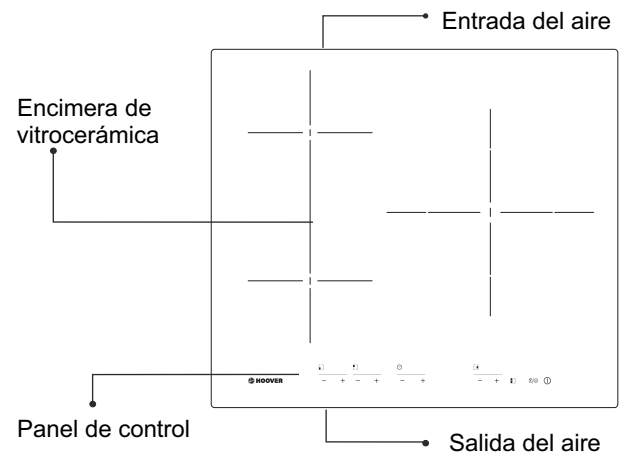 Entrada del aire
Encimera de
vitrocerámica
HOOVER
− + − + − + − +
Panel de control
Salida del aire